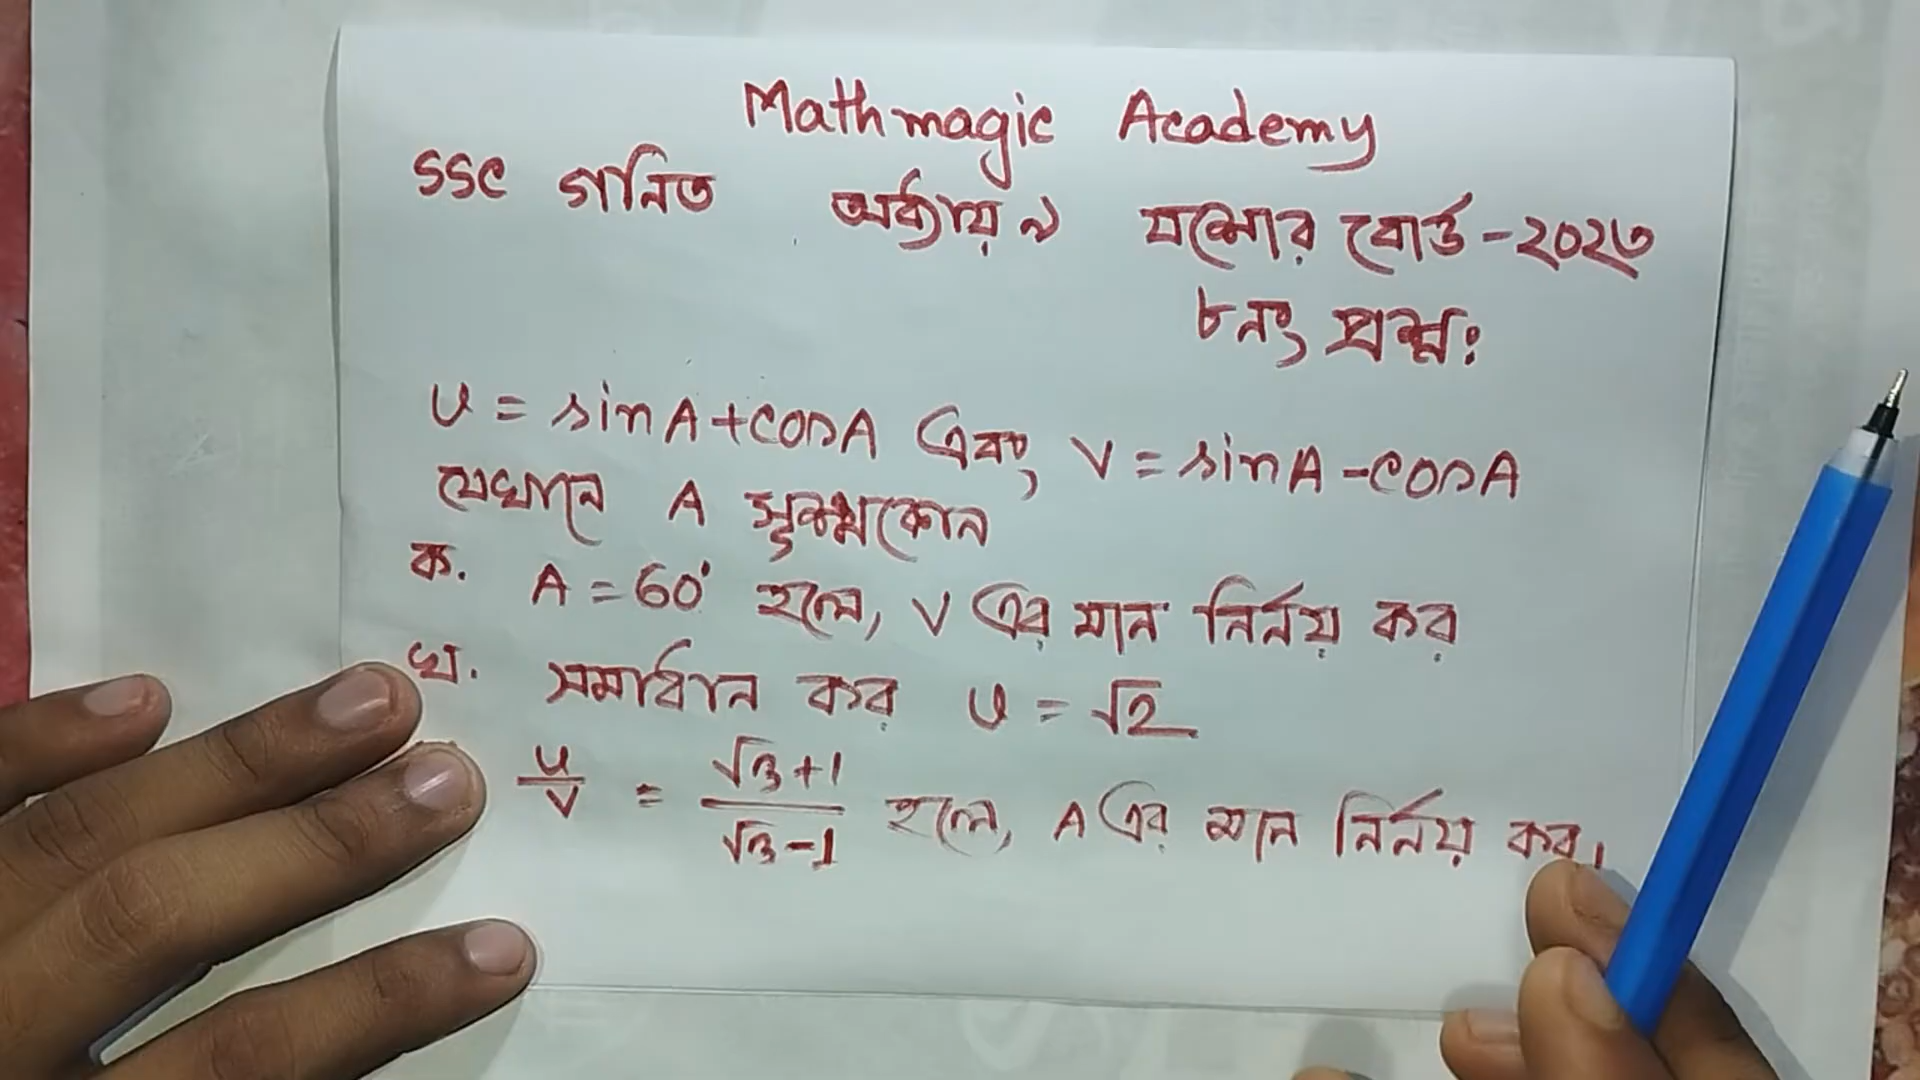 Mathmagic Academy
SSC গনিত অধ্যায় ৯ যশোর বোর্ড-২০২৩
৮নং প্রশ্ন:
U = sinA+cosA এবং, V = sinA-cosA
যেখানে A সূক্ষ্মকোন
ক. A = 60° হলে, V এর মান নির্নয় কর
খ. সমাধান কর U = √2
U/V = (√3+1)/(√3-1) হলে, A এর মান নির্নয় কর।